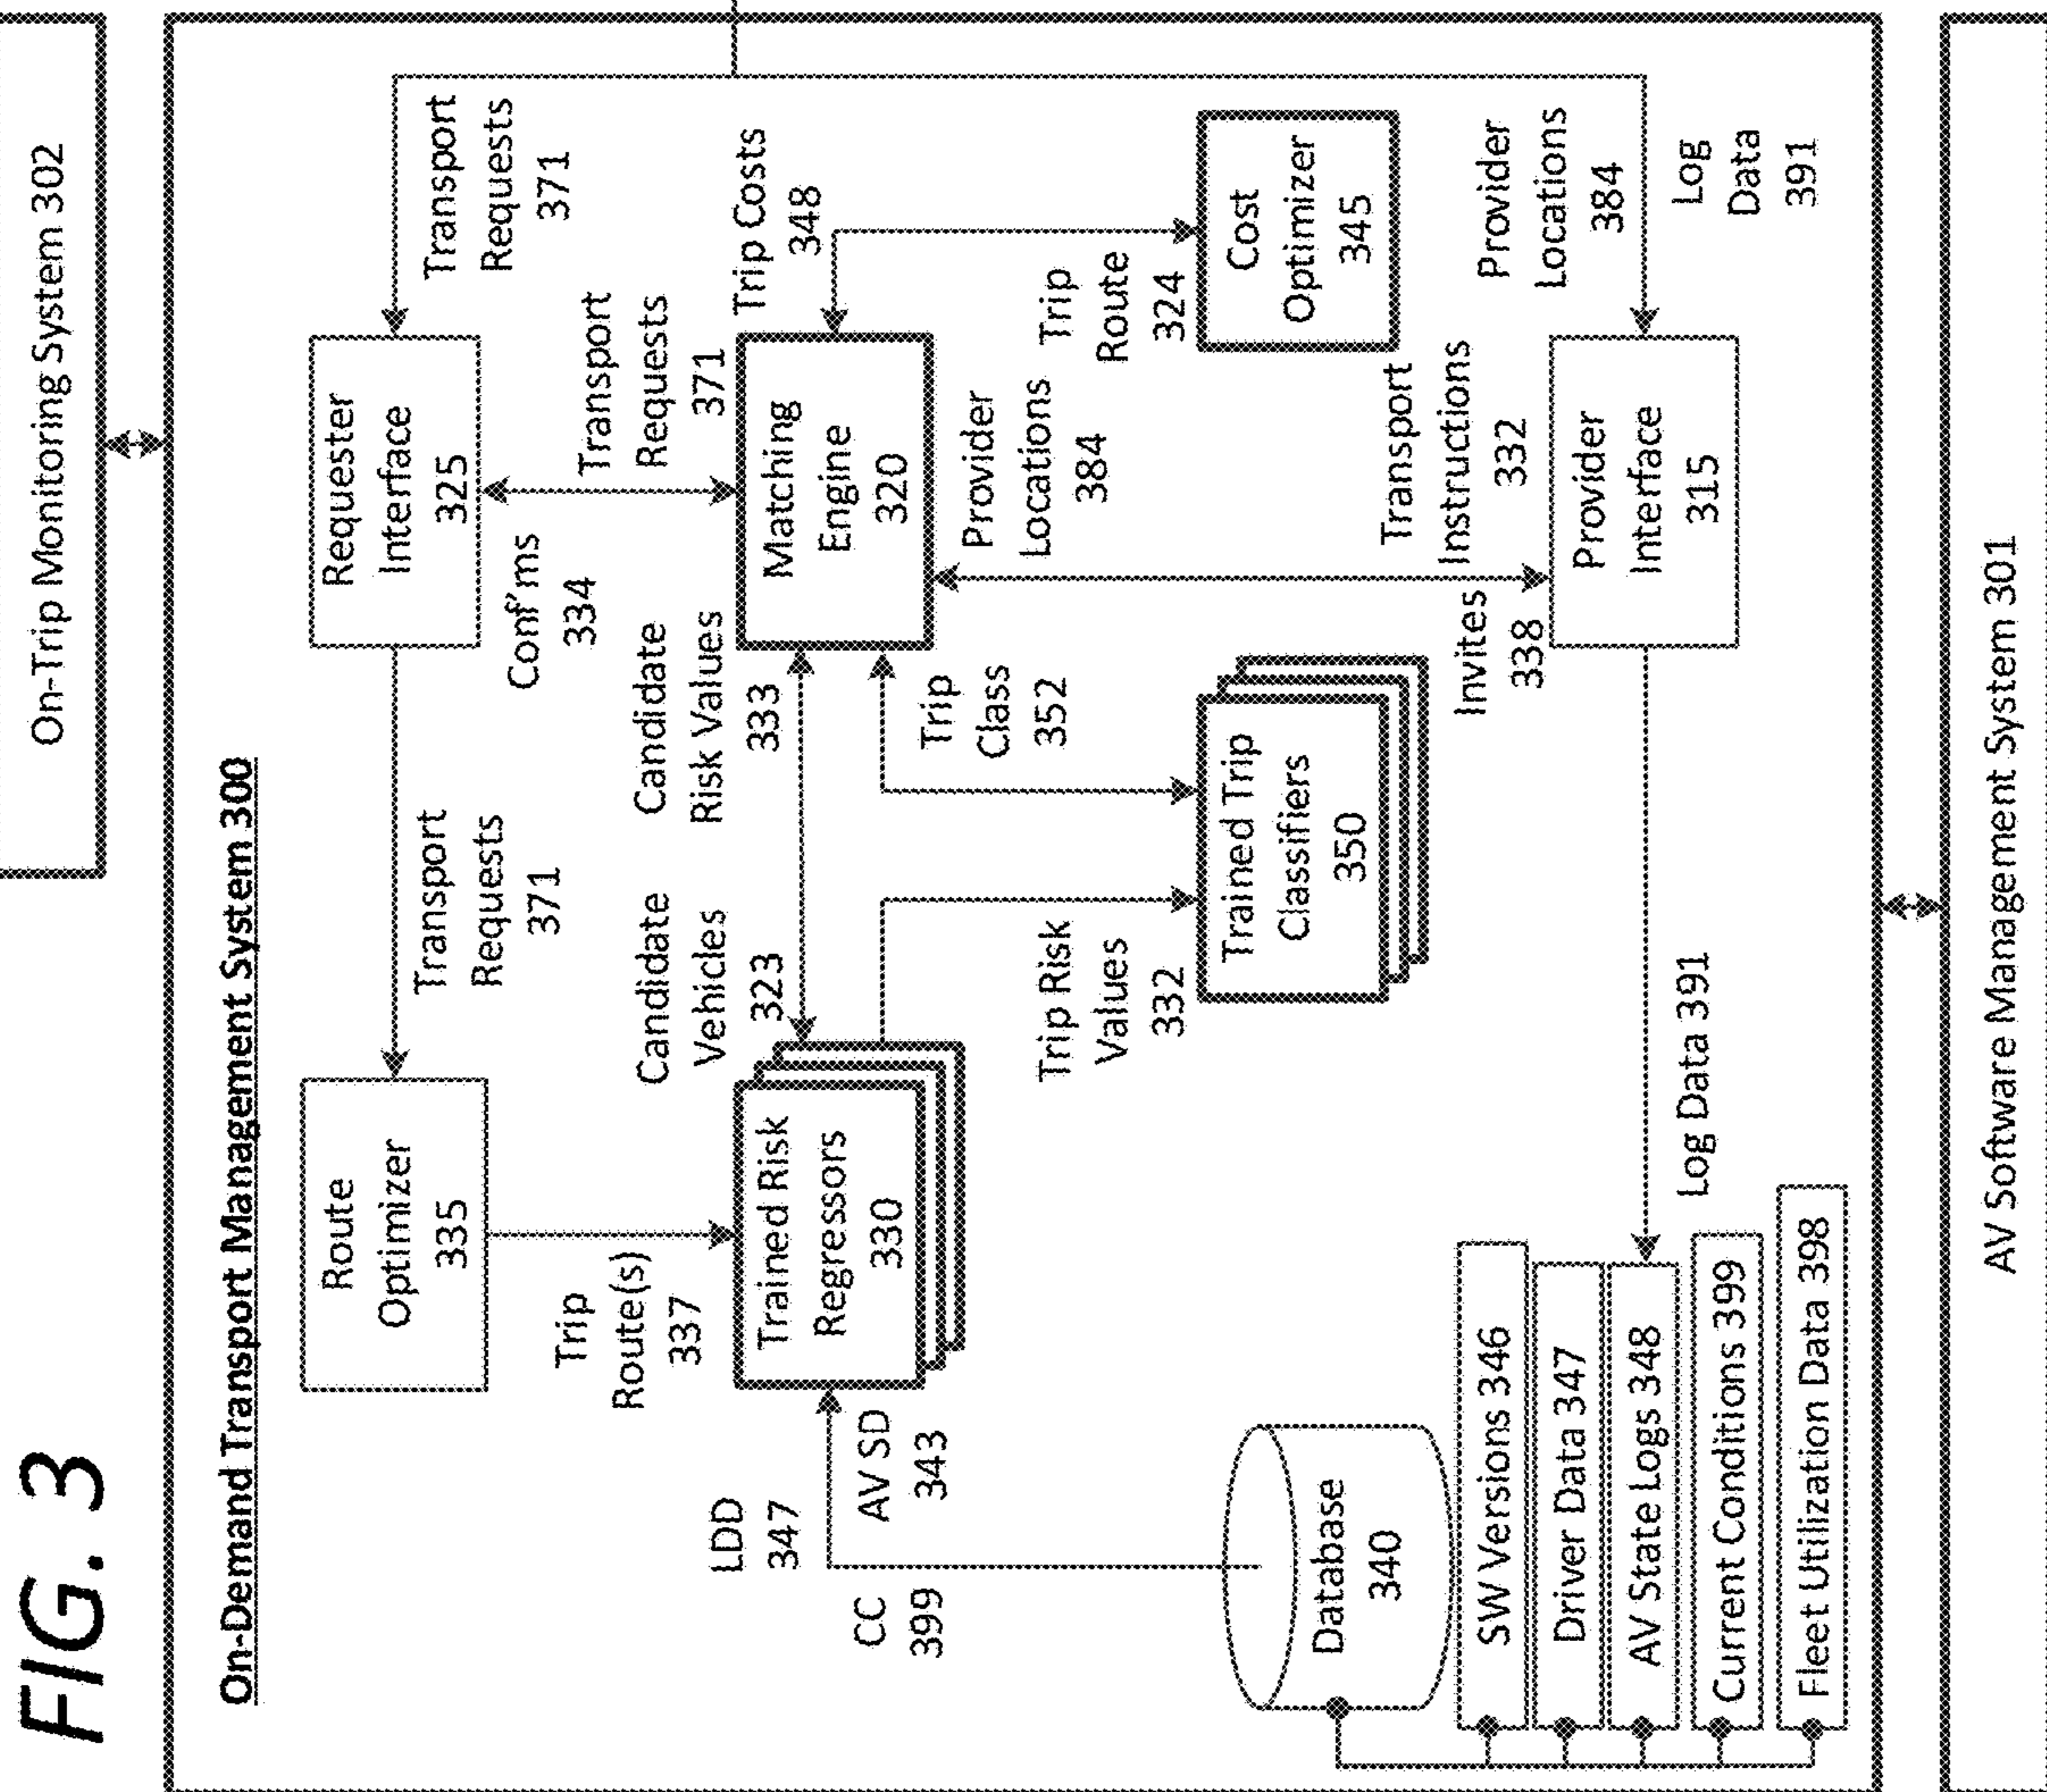 FIG. 3
On-Trip Monitoring System 302
On-Demand Transport Management System 300
Route
Optimizer
335
Transport
Requests
371
Requester
Interface
325
Transport
Requests
371
Trip
Route(s)
337
Candidate
Vehicles
323
Candidate
Risk Values
333
Conf'ms
334
Transport
Requests
371
Trip Costs
348
LDD
347
CC
399
AV SD
343
Trained Risk
Regressors
330
Matching
Engine
320
Trip Risk
Values
332
Trip
Class
352
Provider
Locations
384
Trip
Route
324
Database
340
Trained Trip
Classifiers
350
Cost
Optimizer
345
Invites
338
Transport
Instructions
332
Provider
Locations
384
SW Versions 346
Driver Data 347
AV State Logs 348
Current Conditions 399
Fleet Utilization Data 398
Log Data 391
Provider
Interface
315
Log
Data
391
AV Software Management System 301